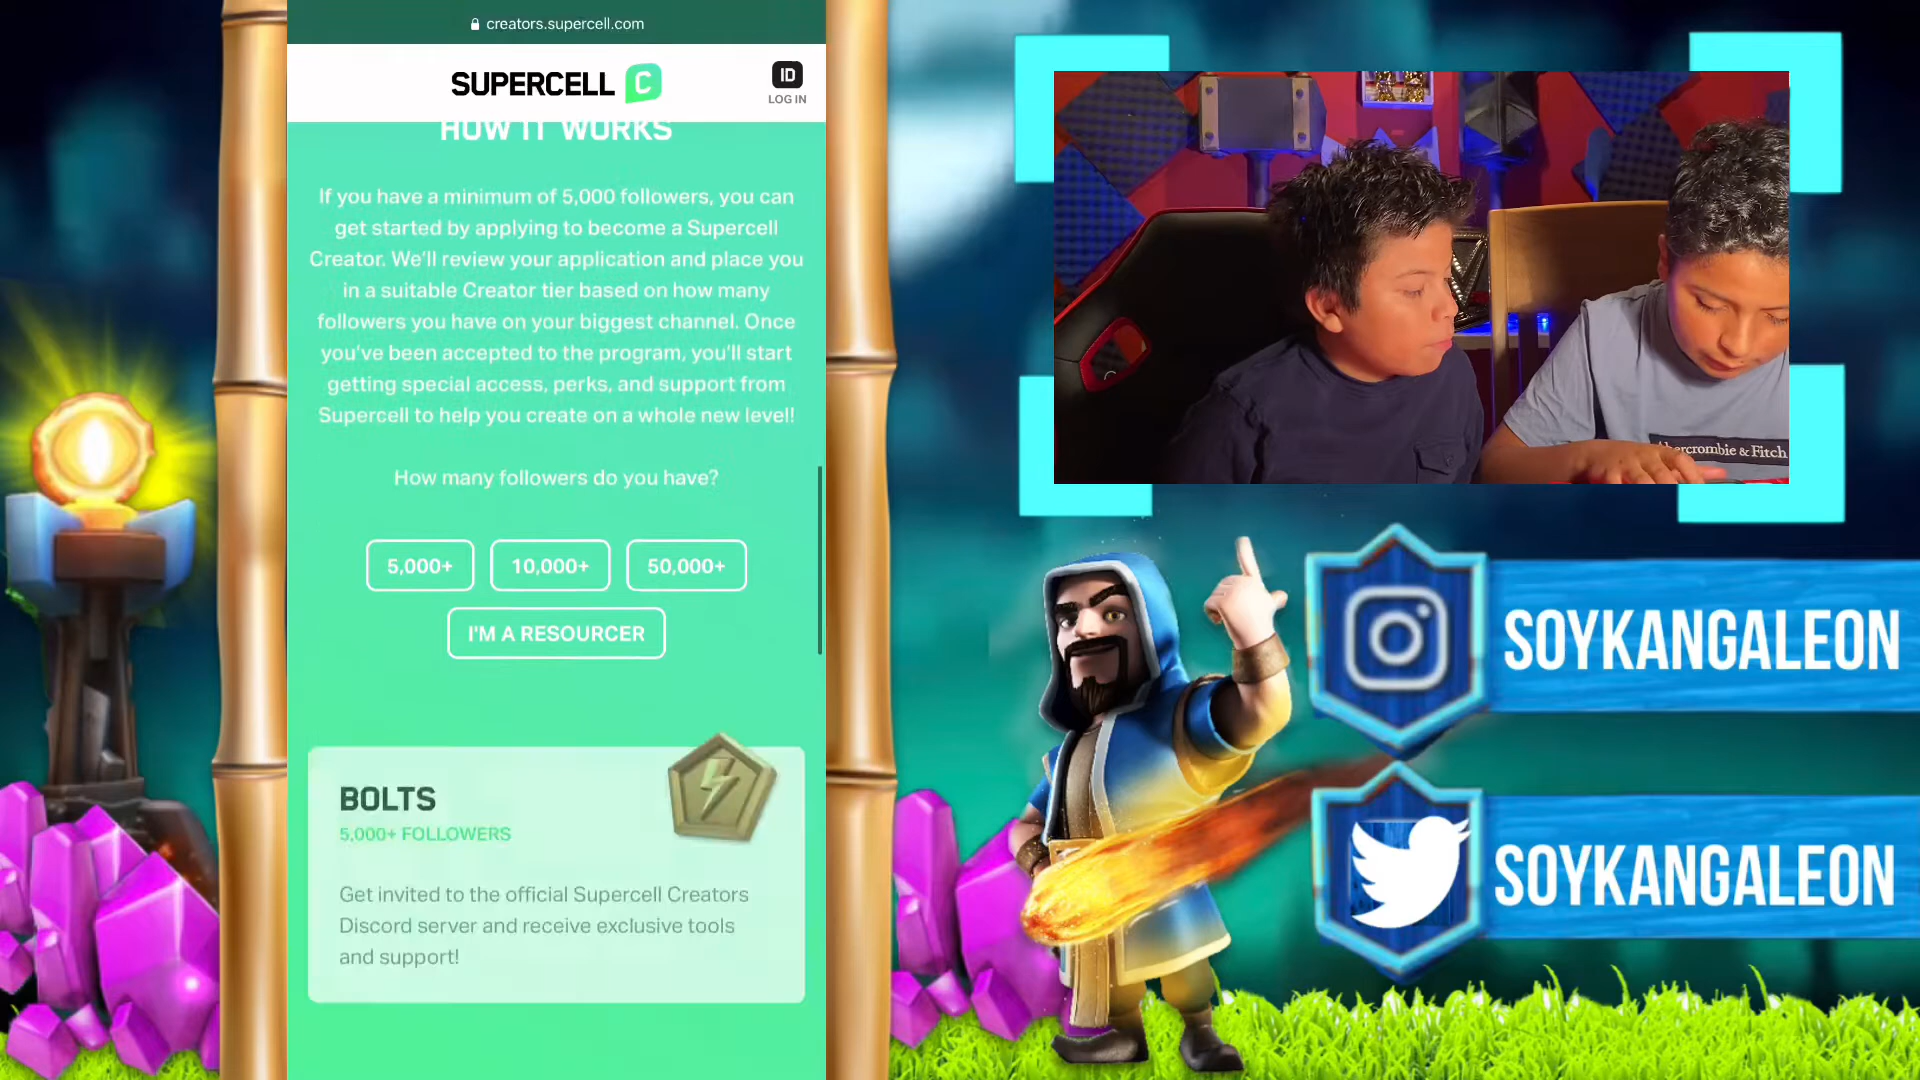 creators.supercell.com
SUPERCELL C
ID
LOG IN
HOW IT WORKS
If you have a minimum of 5,000 followers, you can
get started by applying to become a Supercell
Creator. We'll review your application and place you
in a suitable Creator tier based on how many
followers you have on your biggest channel. Once
you've been accepted to the program, you'll start
getting special access, perks, and support from
Supercell to help you create on a whole new level!
How many followers do you have?
5,000+ 10,000+ 50,000+
I'M A RESOURCER
BOLTS
5,000+ FOLLOWERS
Get invited to the official Supercell Creators
Discord server and receive exclusive tools
and support!
Abercrombie & Fitch
SOYKANGALEON
SOYKANGALEON